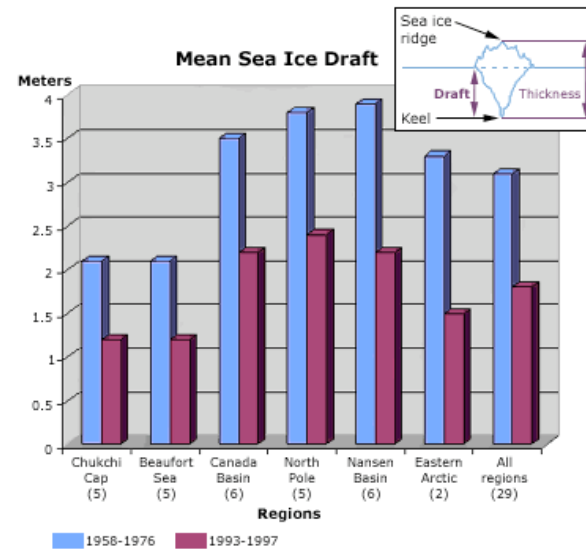 Sea ice
ridge
Draft
Thickness
Keel
Mean Sea Ice Draft
Meters
4
3.5
3
2.5
2
1.5
1
0.5
0
Chukchi
Cap
(5)
Beaufort
Sea
(5)
Canada
Basin
(6)
North
Pole
(5)
Nansen
Basin
(6)
Eastern
Arctic
(2)
All
regions
(29)
Regions
1958-1976
1993-1997